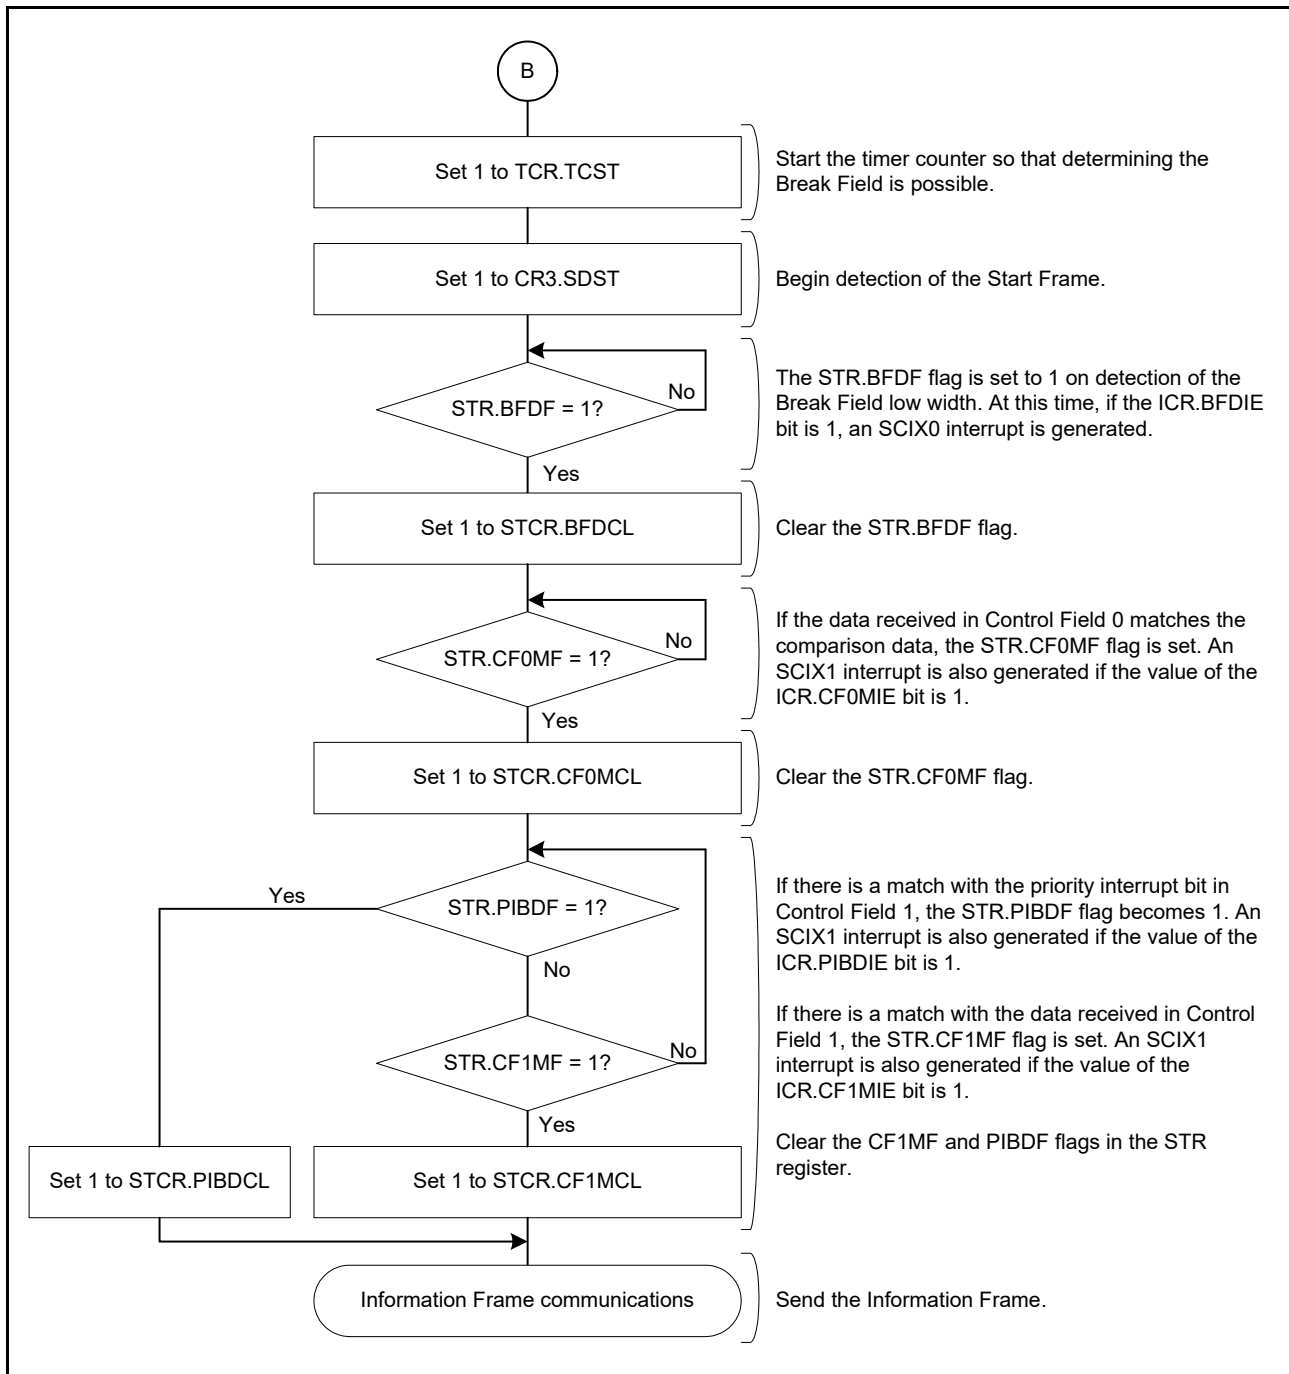 B
Set 1 to TCR.TCST
Start the timer counter so that determining the
Break Field is possible.
Set 1 to CR3.SDST
Begin detection of the Start Frame.
STR.BFDF = 1?
No
Yes
The STR.BFDF flag is set to 1 on detection of the
Break Field low width. At this time, if the ICR.BFDIE
bit is 1, an SCIX0 interrupt is generated.
Set 1 to STCR.BFDCL
Clear the STR.BFDF flag.
STR.CF0MF = 1?
No
Yes
If the data received in Control Field 0 matches the
comparison data, the STR.CF0MF flag is set. An
SCIX1 interrupt is also generated if the value of the
ICR.CF0MIE bit is 1.
Set 1 to STCR.CF0MCL
Clear the STR.CF0MF flag.
Yes
STR.PIBDF = 1?
No
If there is a match with the priority interrupt bit in
Control Field 1, the STR.PIBDF flag becomes 1. An
SCIX1 interrupt is also generated if the value of the
ICR.PIBDIE bit is 1.
STR.CF1MF = 1?
No
Yes
If there is a match with the data received in Control
Field 1, the STR.CF1MF flag is set. An SCIX1
interrupt is also generated if the value of the
ICR.CF1MIE bit is 1.
Set 1 to STCR.PIBDCL
Set 1 to STCR.CF1MCL
Clear the CF1MF and PIBDF flags in the STR
register.
Information Frame communications
Send the Information Frame.